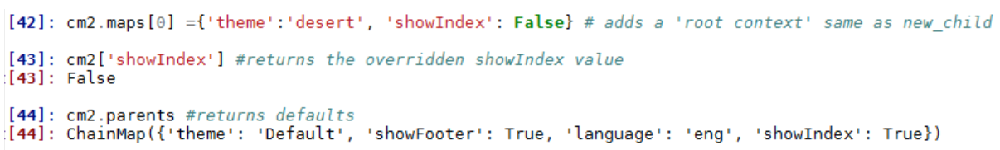 [42]: cm2.maps[0] ={'theme':'desert', 'showIndex': False} # adds a 'root context' same as new_child
[43]: cm2['showIndex'] #returns the overridden showIndex value
:[43]: False
[44]: cm2.parents #returns defaults
:[44]: ChainMap({'theme': 'Default', 'showFooter': True, 'language': 'eng', 'showIndex': True})